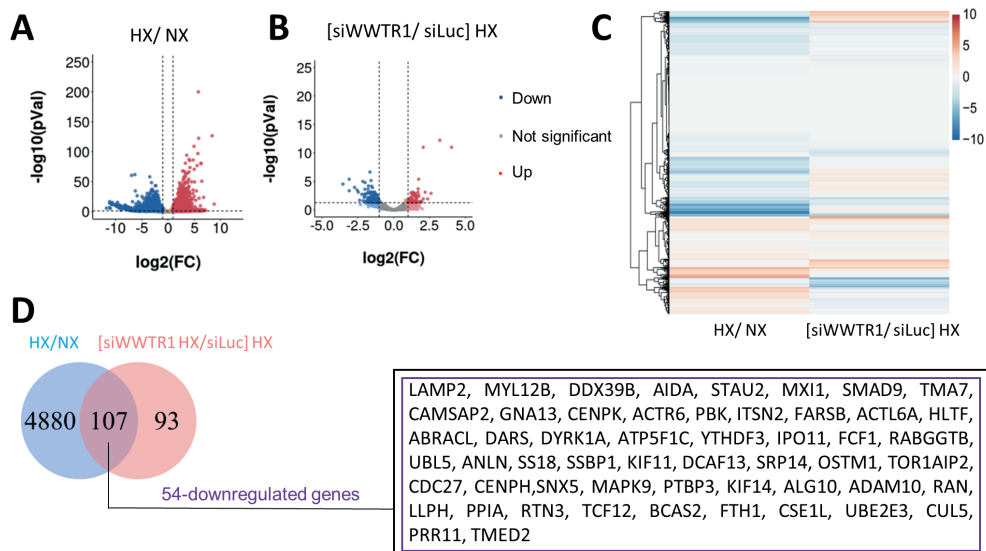 A
HX/ NX
250
200
150
100
50
0
-log10(pVal)
-10 -5 0 5 10
log2(FC)
B
[siWWTR1/ siLuc] HX
25
20
15
10
5
0
-log10(pVal)
-5.0 -2.5 0.0 2.5 5.0
log2(FC)
Down
Not significant
Up
C
10
5
0
−5
−10
HX/ NX
[siWWTR1/ siLuc] HX
D
HX/NX
[siWWTR1 HX/siLuc] HX
4880 107 93
54-downregulated genes
LAMP2, MYL12B, DDX39B, AIDA, STAU2, MXI1, SMAD9, TMA7,
CAMSAP2, GNA13, CENPK, ACTR6, PBK, ITSN2, FARSB, ACTL6A, HLTF,
ABRACL, DARS, DYRK1A, ATP5F1C, YTHDF3, IPO11, FCF1, RABGGTB,
UBL5, ANLN, SS18, SSBP1, KIF11, DCAF13, SRP14, OSTM1, TOR1AIP2,
CDC27, CENPH,SNX5, MAPK9, PTBP3, KIF14, ALG10, ADAM10, RAN,
LLPH, PPIA, RTN3, TCF12, BCAS2, FTH1, CSE1L, UBE2E3, CUL5,
PRR11, TMED2